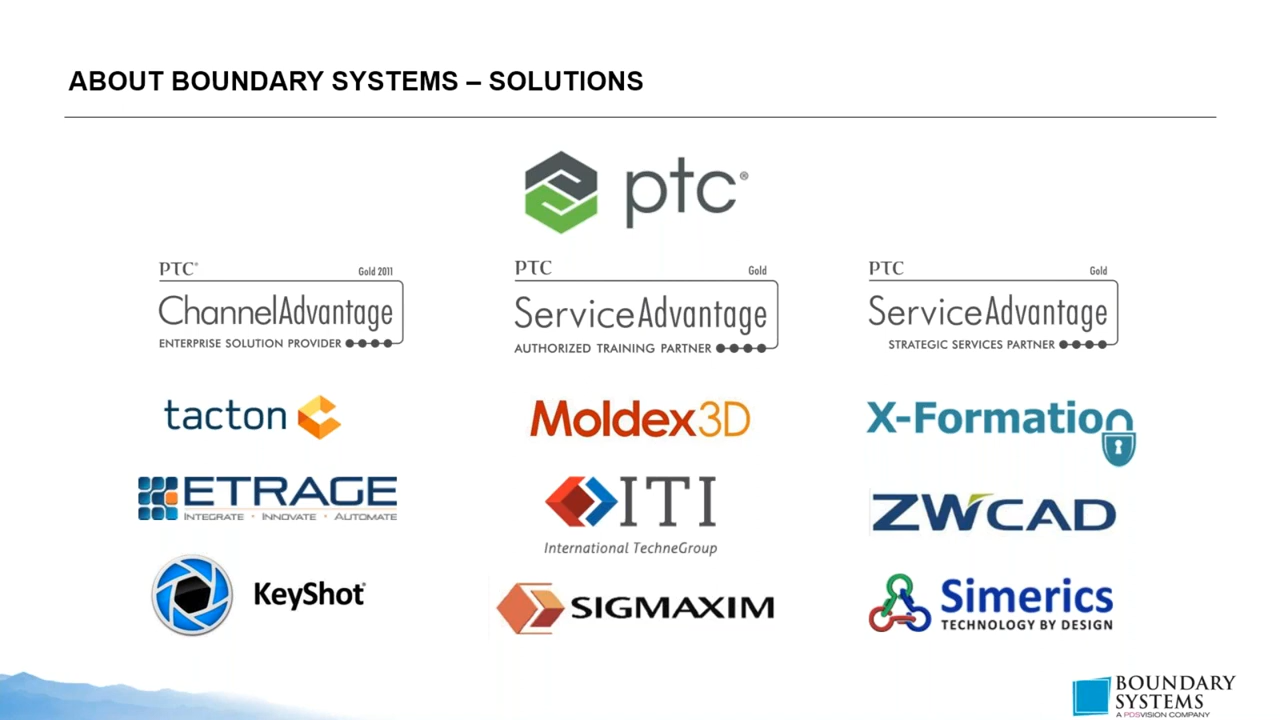 ABOUT BOUNDARY SYSTEMS – SOLUTIONS
ptc®
PTC® Gold 2011
ChannelAdvantage
ENTERPRISE SOLUTION PROVIDER
PTC Gold
ServiceAdvantage
AUTHORIZED TRAINING PARTNER
PTC Gold
ServiceAdvantage
STRATEGIC SERVICES PARTNER
tacton
Moldex3D
X-Formation
ETRAGE
INTEGRATE · INNOVATE · AUTOMATE
ITI
International TechneGroup
ZWCAD
KeyShot®
SIGMAXIM
Simerics
TECHNOLOGY BY DESIGN
BOUNDARY
SYSTEMS
A PDSVISION COMPANY